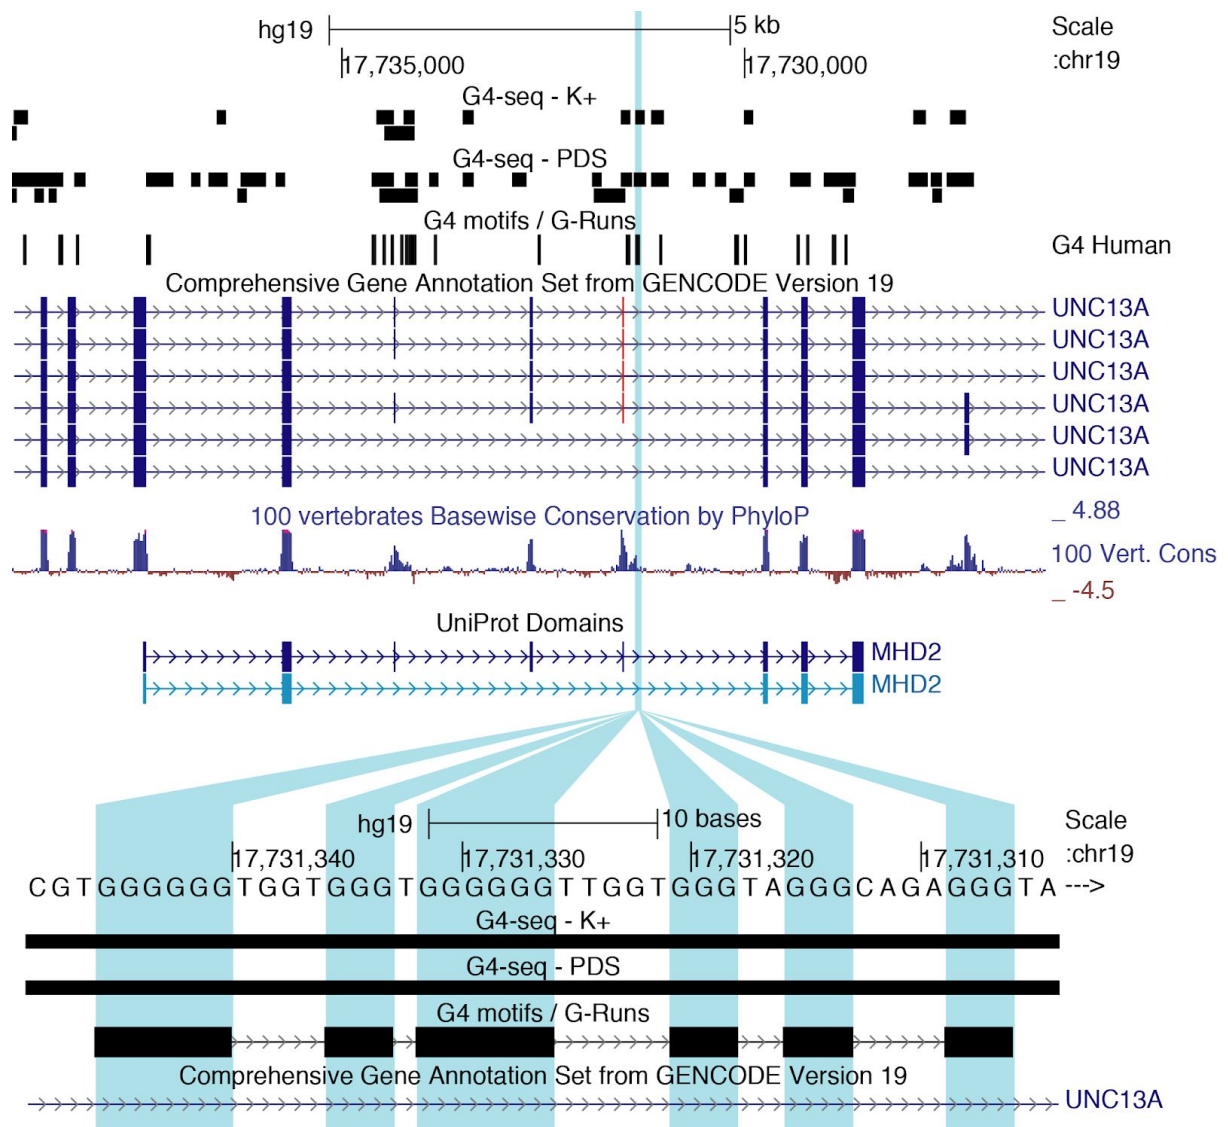 hg19 5 kb Scale
17,735,000 17,730,000 :chr19
G4-seq - K+
G4-seq - PDS
G4 motifs / G-Runs
G4 Human
Comprehensive Gene Annotation Set from GENCODE Version 19
UNC13A
UNC13A
UNC13A
UNC13A
UNC13A
UNC13A
100 vertebrates Basewise Conservation by PhyloP _ 4.88
100 Vert. Cons
_ -4.5
UniProt Domains
MHD2
MHD2
hg19 10 bases Scale
17,731,340 17,731,330 17,731,320 17,731,310 :chr19
CGTGGGGGGTGGTGGGTGGGGGGTTGGTGGGTAGGGCAGAGGGTA --->
G4-seq - K+
G4-seq - PDS
G4 motifs / G-Runs
Comprehensive Gene Annotation Set from GENCODE Version 19
UNC13A